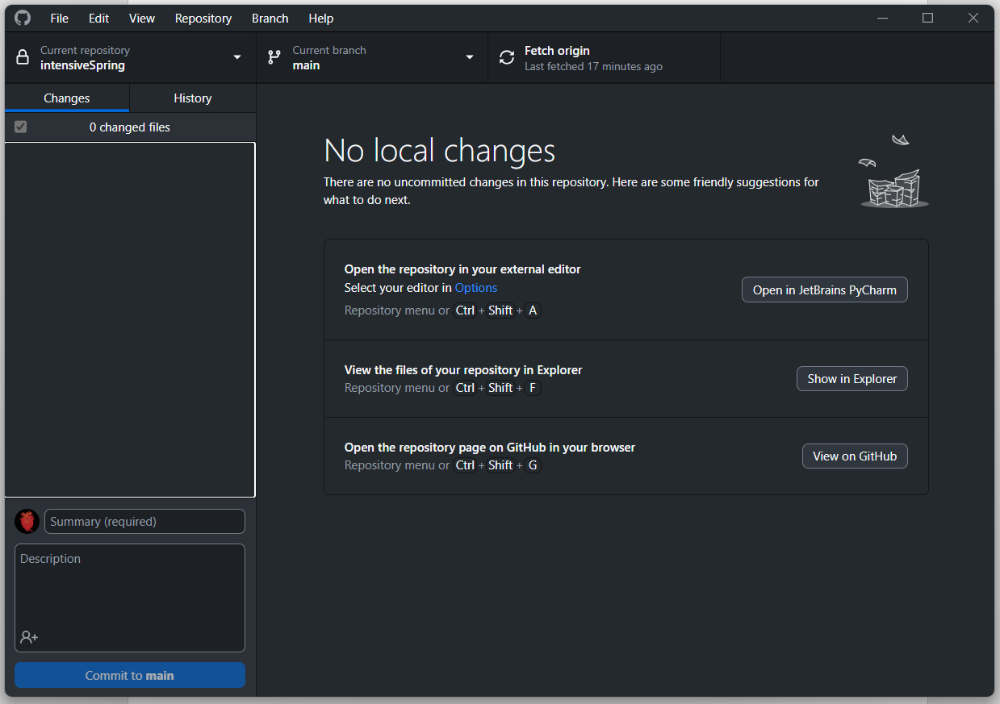 File Edit View Repository Branch Help
Current repository
intensiveSpring
Current branch
main
Fetch origin
Last fetched 17 minutes ago
Changes
History
0 changed files
Summary (required)
Description
Commit to main
No local changes
There are no uncommitted changes in this repository. Here are some friendly suggestions for
what to do next.
Open the repository in your external editor
Select your editor in Options
Repository menu or Ctrl + Shift + A
Open in JetBrains PyCharm
View the files of your repository in Explorer
Repository menu or Ctrl + Shift + F
Show in Explorer
Open the repository page on GitHub in your browser
Repository menu or Ctrl + Shift + G
View on GitHub